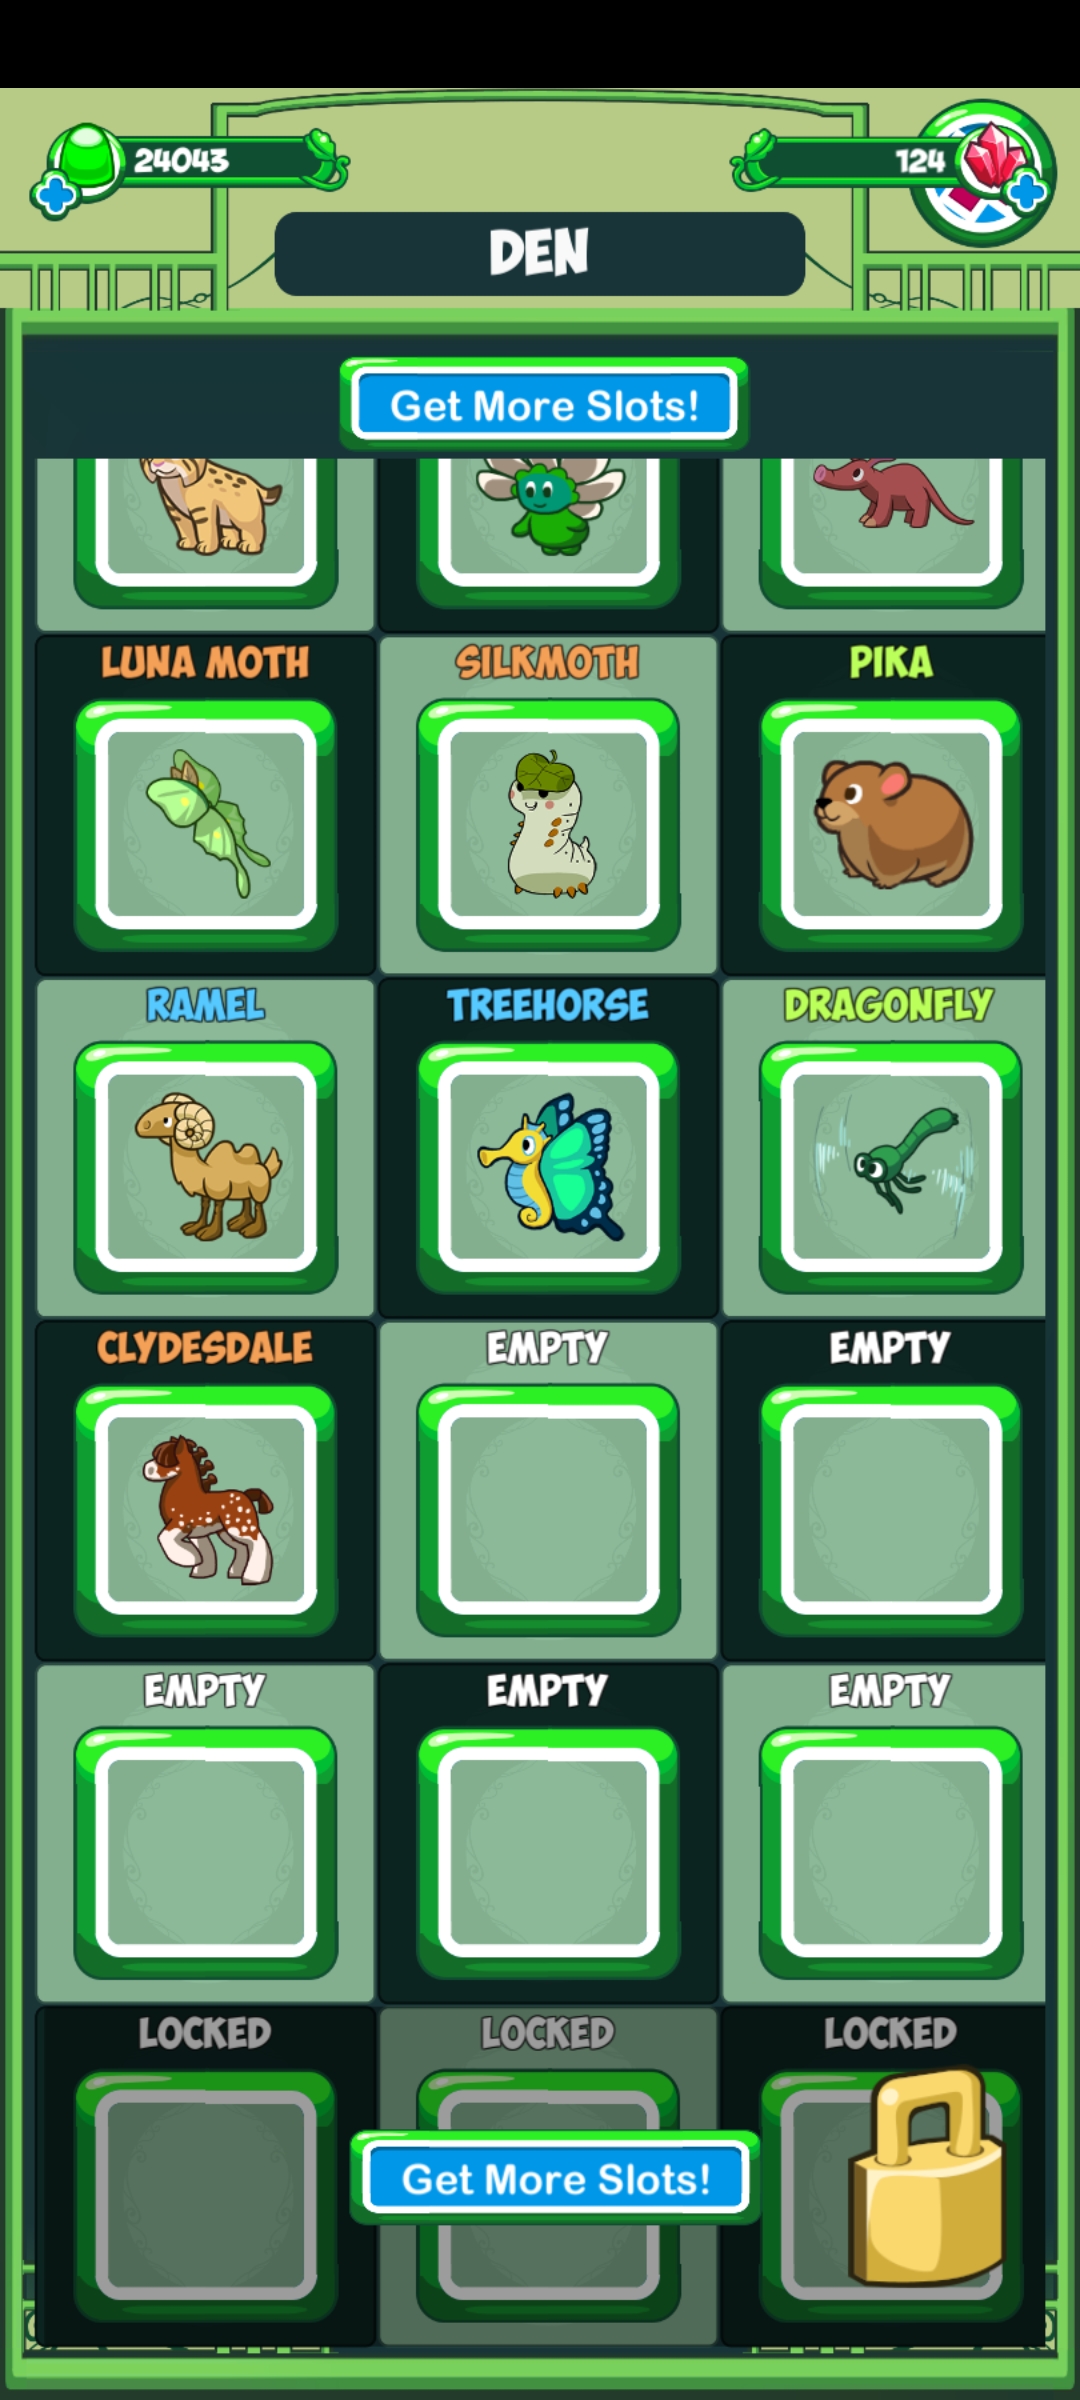 24043
124
DEN
Get More Slots!
LUNA MOTH
SILKMOTH
PIKA
RAMEL
TREEHORSE
DRAGONFLY
CLYDESDALE
EMPTY
EMPTY
EMPTY
EMPTY
EMPTY
LOCKED
LOCKED
LOCKED
Get More Slots!